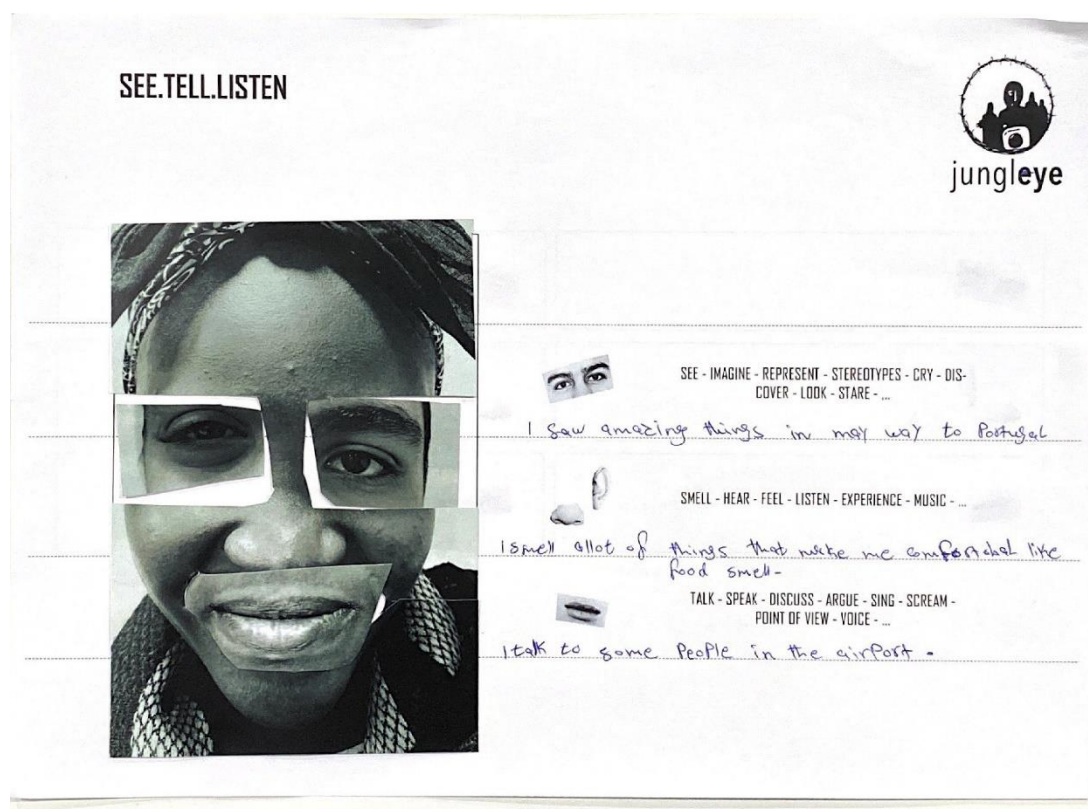 SEE.TELL.LISTEN
jungleye
SEE - IMAGINE - REPRESENT - STEREOTYPES - CRY - DIS-
COVER - LOOK - STARE - ...
I saw amazing things in may way to Portugal
SMELL - HEAR - FEEL - LISTEN - EXPERIENCE - MUSIC - ...
I smell allot of things that make me comfortabal like
food smell-
TALK - SPEAK - DISCUSS - ARGUE - SING - SCREAM -
POINT OF VIEW - VOICE - ...
I talk to some People in the airPort .